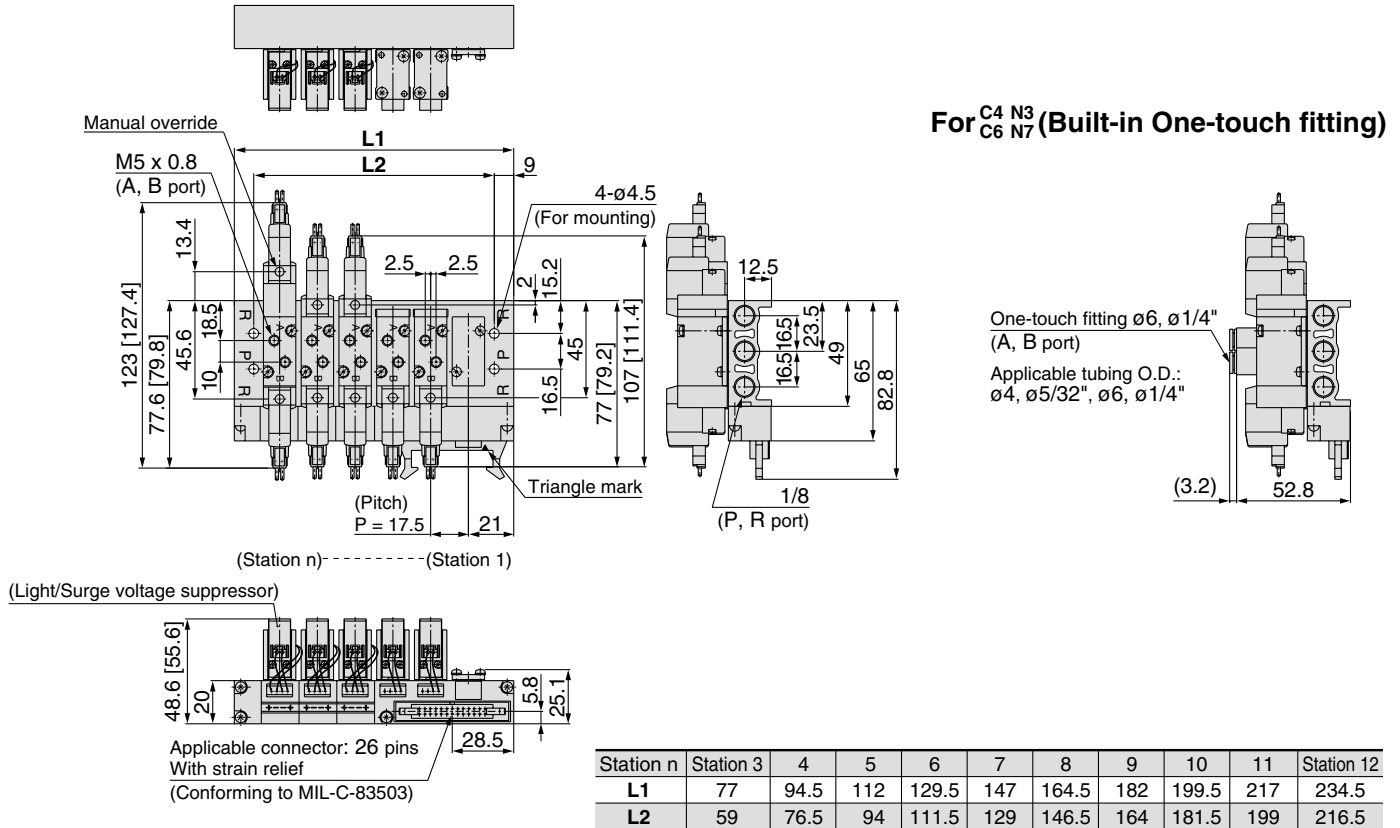 For C4 N3 C6 N7 (Built-in One-touch fitting)
Manual override
L1
M5 x 0.8
L2
9
(A, B port)
4-ø4.5
(For mounting)
13.4
2.5
2.5
2
15.2
12.5
123 [127.4]
77.6 [79.8]
45.6
18.5
10
R
P
R
A
A
A
A
A
B
B
B
B
B
R
P
R
16.5
45
77 [79.2]
107 [111.4]
16.5
16.5
23.5
49
65
82.8
One-touch fitting ø6, ø1/4"
(A, B port)
Applicable tubing O.D.:
ø4, ø5/32", ø6, ø1/4"
Triangle mark
(Pitch)
P = 17.5
21
1/8
(P, R port)
(3.2)
52.8
(Station n)---------(Station 1)
(Light/Surge voltage suppressor)
48.6 [55.6]
20
5.8
25.1
28.5
Applicable connector: 26 pins
With strain relief
(Conforming to MIL-C-83503)
Station n Station 3 4 5 6 7 8 9 10 11 Station 12
L1 77 94.5 112 129.5 147 164.5 182 199.5 217 234.5
L2 59 76.5 94 111.5 129 146.5 164 181.5 199 216.5